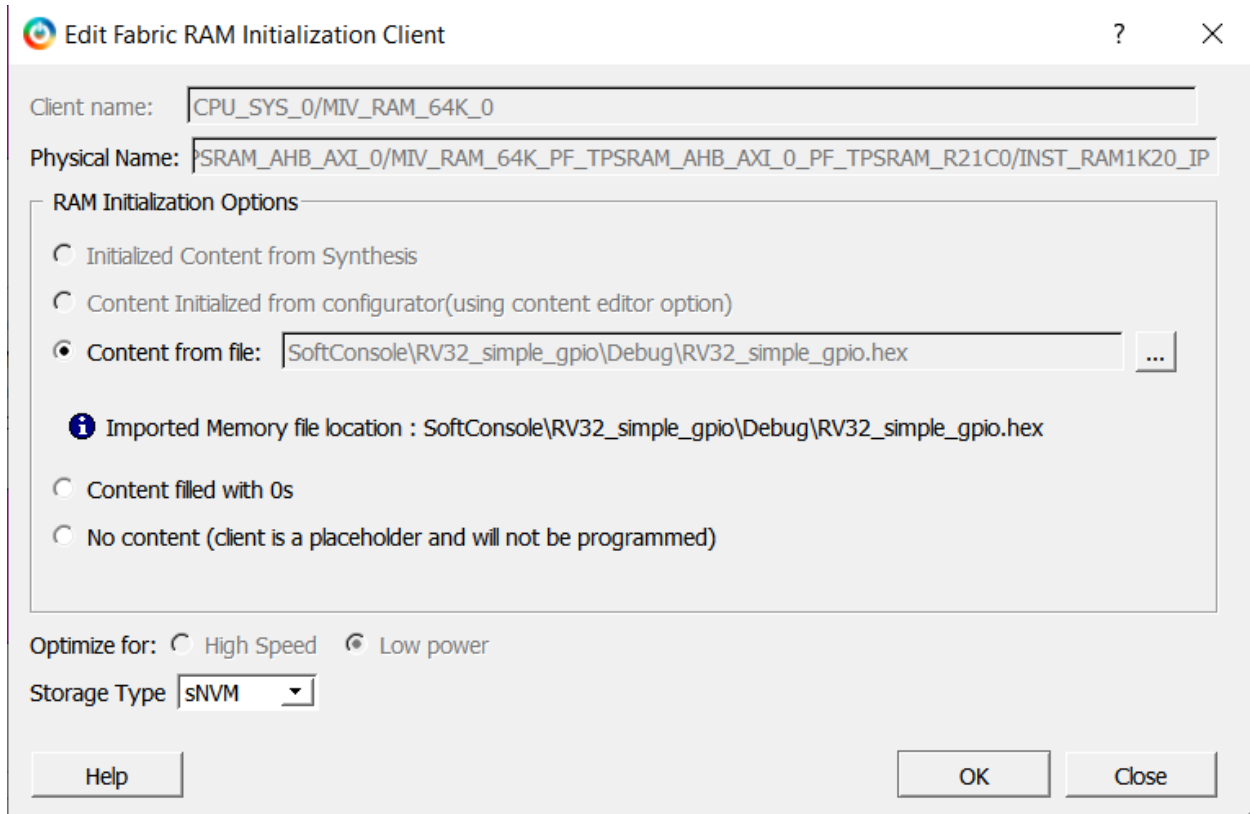 Edit Fabric RAM Initialization Client ?
Client name: CPU_SYS_0/MIV_RAM_64K_0
Physical Name: PSRAM_AHB_AXI_0/MIV_RAM_64K_PF_TPSRAM_AHB_AXI_0_PF_TPSRAM_R21C0/INST_RAM1K20_IP
RAM Initialization Options
Initialized Content from Synthesis
Content Initialized from configurator(using content editor option)
Content from file: SoftConsole\RV32_simple_gpio\Debug\RV32_simple_gpio.hex ...
Imported Memory file location : SoftConsole\RV32_simple_gpio\Debug\RV32_simple_gpio.hex
Content filled with 0s
No content (client is a placeholder and will not be programmed)
Optimize for: High Speed Low power
Storage Type sNVM
Help OK Close